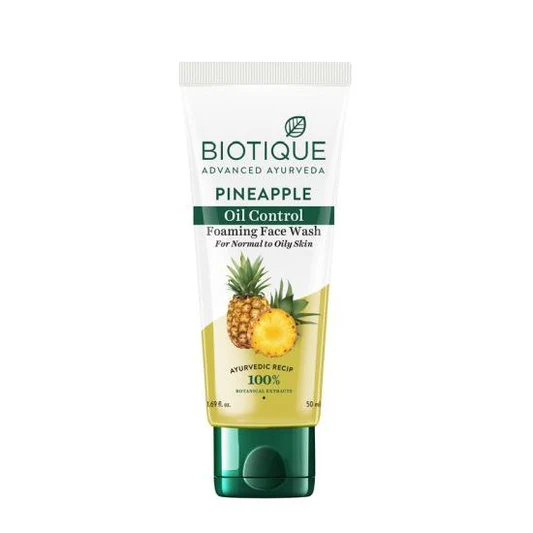 BIOTIQUE
ADVANCED AYURVEDA
PINEAPPLE
Oil Control
Foaming Face Wash
For Normal to Oily Skin
AYURVEDIC RECIP
100%
BOTANICAL EXTRACTS
1.69 fl. oz.
50 ml